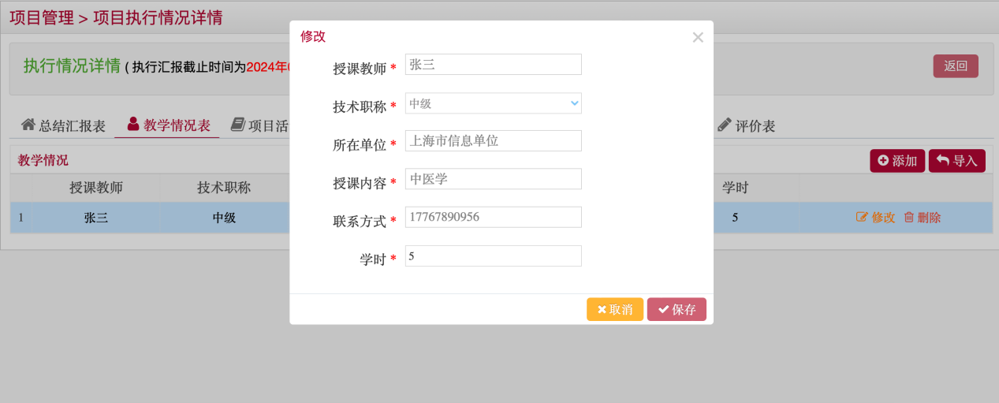 项目管理 > 项目执行情况详情
执行情况详情 ( 执行汇报截止时间为2024年
返回
总结汇报表 教学情况表 项目活 评价表
教学情况 添加 导入
授课教师 技术职称 学时
1 张三 中级 5 修改 删除
修改
授课教师 * 张三
技术职称 * 中级
所在单位 * 上海市信息单位
授课内容 * 中医学
联系方式 * 17767890956
学时 * 5
取消 保存